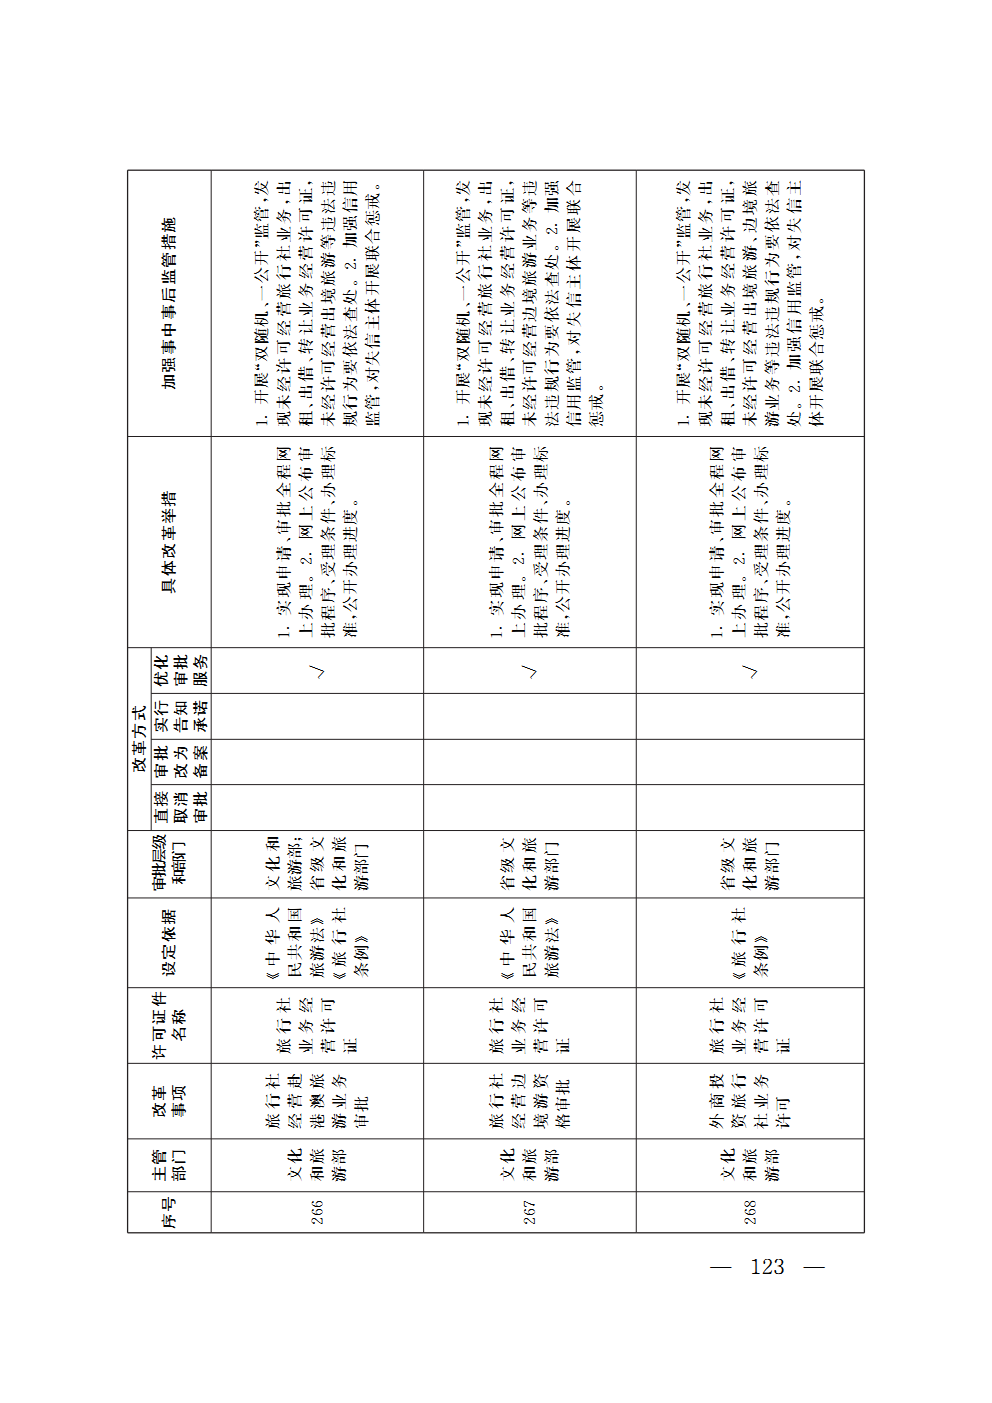 序号
主管
部门
改革
事项
许可证件
名称
设定依据
审批层级
和部门
改革方式
直接
取消
审批
审批
改为
备案
实行
告知
承诺
优化
审批
服务
具体改革举措
加强事中事后监管措施
266
文化
和旅
游部
旅行社
经营赴
港澳旅
游业务
审批
旅行社
业务经
营许可
证
《中华人
民共和国
旅游法》
《旅行社
条例》
文化和
旅游部;
省级文
化和旅
游部门
√
1. 实现申请、审批全程网
上办理。2. 网上公布审
批程序、受理条件、办理标
准,公开办理进度。
1. 开展“双随机、一公开”监管,发
现未经许可经营旅行社业务,出
租、出借、转让业务经营许可证,
未经许可经营出境旅游等违法违
规行为要依法查处。2. 加强信用
监管,对失信主体开展联合惩戒。
267
文化
和旅
游部
旅行社
经营边
境游资
格审批
旅行社
业务经
营许可
证
《中华人
民共和国
旅游法》
省级文
化和旅
游部门
√
1. 实现申请、审批全程网
上办理。2. 网上公布审
批程序、受理条件、办理标
准,公开办理进度。
1. 开展“双随机、一公开”监管,发
现未经许可经营旅行社业务,出
租、出借、转让业务经营许可证,
未经许可经营边境旅游业务等违
法违规行为要依法查处。2. 加强
信用监管,对失信主体开展联合
惩戒。
268
文化
和旅
游部
外商投
资旅行
社业务
许可
旅行社
业务经
营许可
证
《旅行社
条例》
省级文
化和旅
游部门
√
1. 实现申请、审批全程网
上办理。2. 网上公布审
批程序、受理条件、办理标
准,公开办理进度。
1. 开展“双随机、一公开”监管,发
现未经许可经营旅行社业务,出
租、出借、转让业务经营许可证,
未经许可经营出境旅游、边境旅
游业务等违法违规行为要依法查
处。2. 加强信用监管,对失信主
体开展联合惩戒。
— 123 —